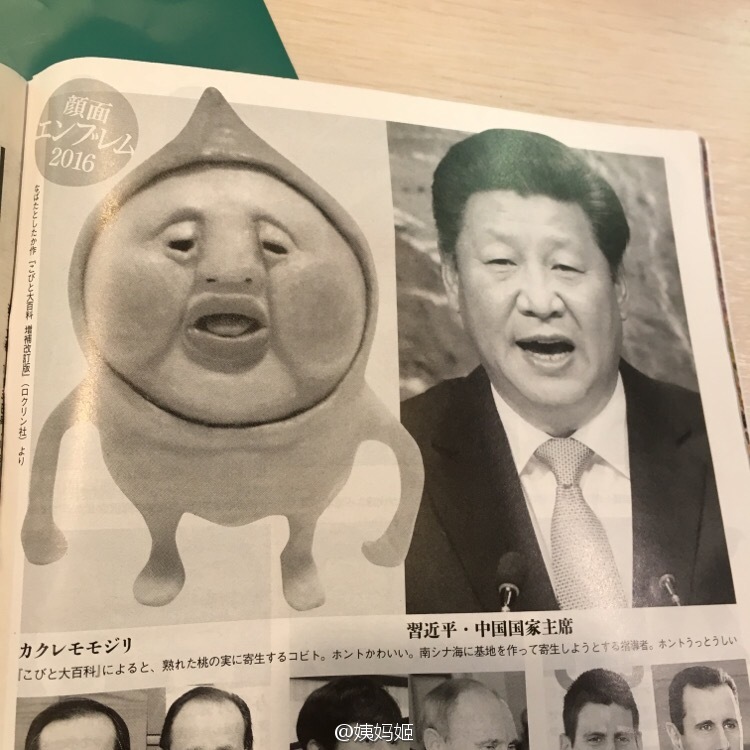 顔面
エンブレム
2016
なばたとしたか作『こびと大百科 増補改訂版』(ロクリン社)より
カクレモモジリ
習近平・中国国家主席
『こびと大百科』によると、熟れた桃の実に寄生するコビト。ホントかわいい。南シナ海に基地を作って寄生しようとする指導者。ホントうっとうしい
@姨妈姬